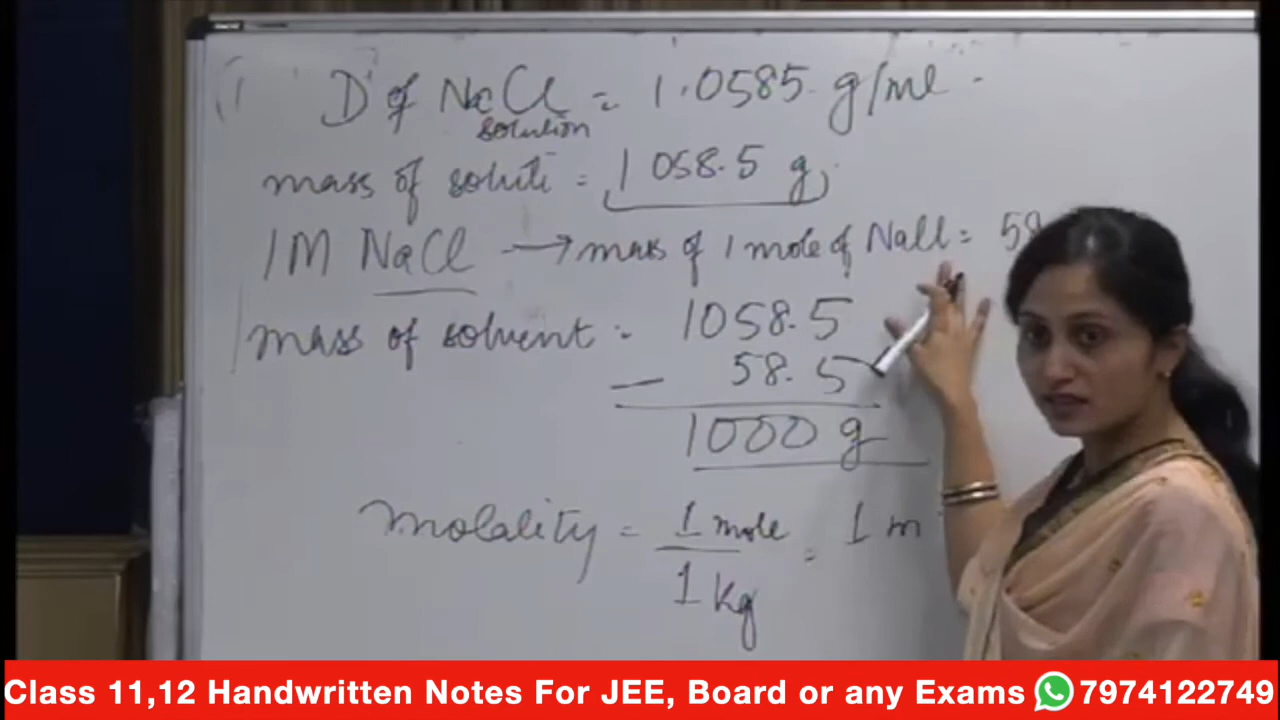 D of NaCl = 1.0585 g/ml
solution
mass of soluti = 1058.5 g
1M NaCl → mass of 1 mole of NaCl = 58
mass of solvent = 1058.5
— 58.5
1000 g
Molality = 1 mole / 1 kg = 1 m
Class 11,12 Handwritten Notes For JEE, Board or any Exams 7974122749